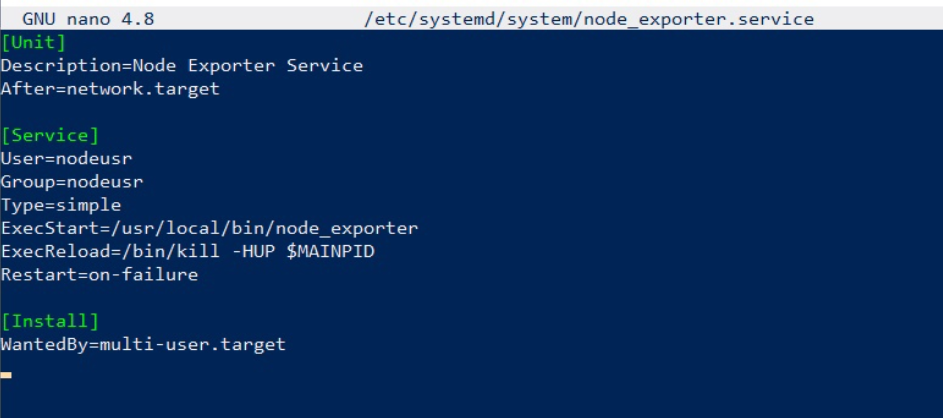 GNU nano 4.8 /etc/systemd/system/node_exporter.service
[Unit]
Description=Node Exporter Service
After=network.target
[Service]
User=nodeusr
Group=nodeusr
Type=simple
ExecStart=/usr/local/bin/node_exporter
ExecReload=/bin/kill -HUP $MAINPID
Restart=on-failure
[Install]
WantedBy=multi-user.target